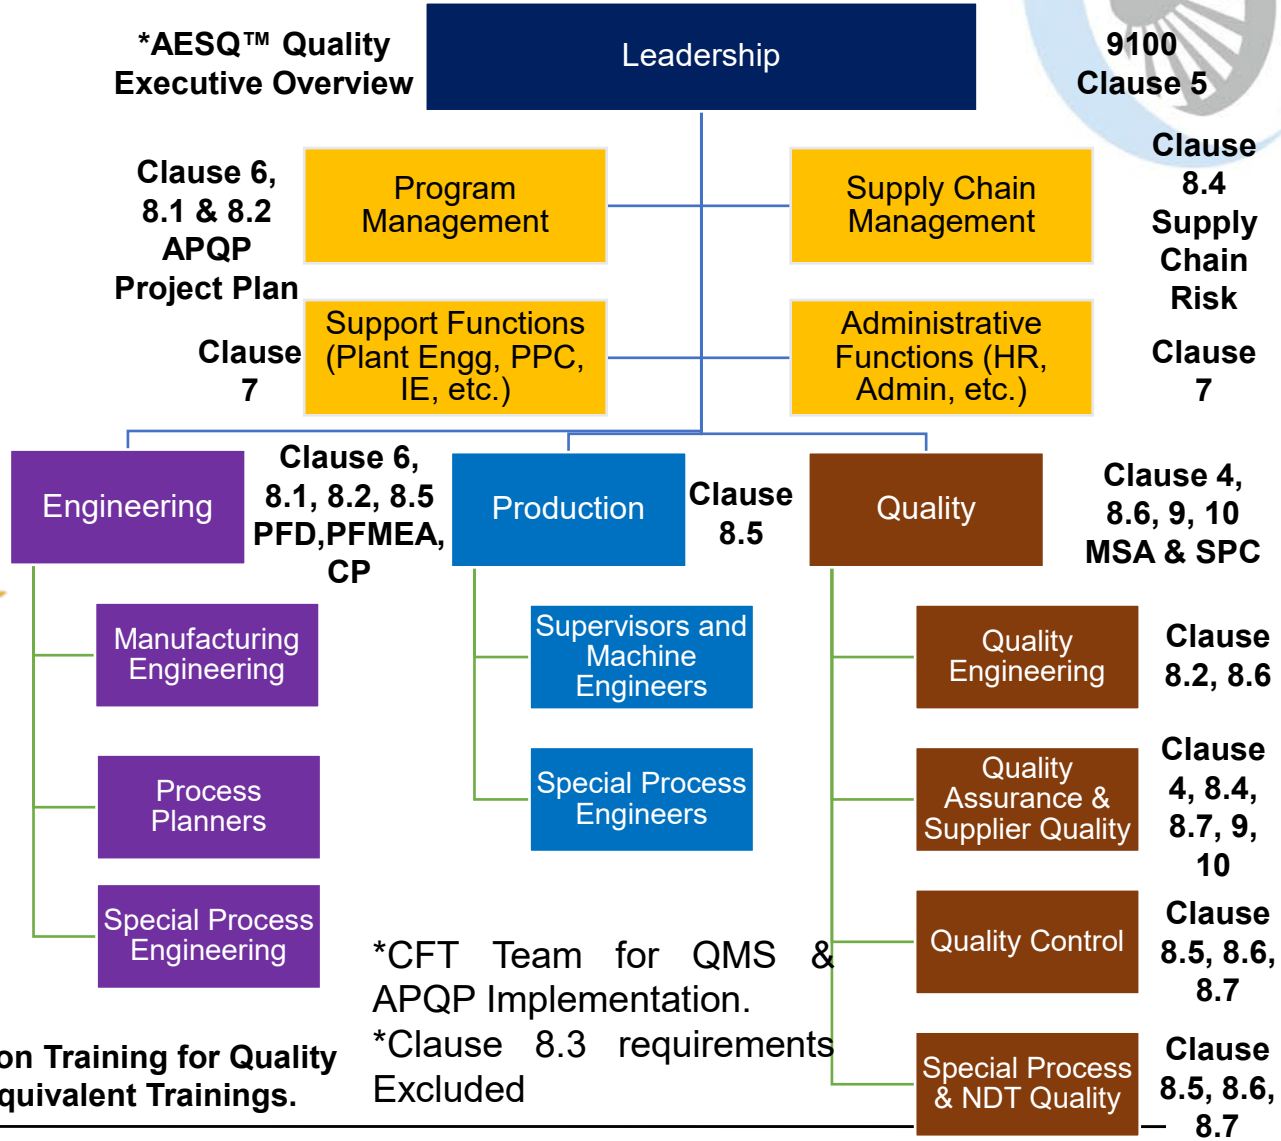 *AESQ™ Quality
Executive Overview
Leadership
9100
Clause 5
Clause 6,
8.1 & 8.2
APQP
Project Plan
Program
Management
Supply Chain
Management
Clause
8.4
Supply
Chain
Risk
Clause
7
Support Functions
(Plant Engg, PPC,
IE, etc.)
Administrative
Functions (HR,
Admin, etc.)
Clause
7
Engineering
Clause 6,
8.1, 8.2, 8.5
PFD,PFMEA,
CP
Production
Clause
8.5
Quality
Clause 4,
8.6, 9, 10
MSA & SPC
Manufacturing
Engineering
Process
Planners
Special Process
Engineering
Supervisors and
Machine
Engineers
Special Process
Engineers
Quality
Engineering
Clause
8.2, 8.6
Quality
Assurance &
Supplier Quality
Clause
4, 8.4,
8.7, 9,
10
Quality Control
Clause
8.5, 8.6,
8.7
Special Process
& NDT Quality
Clause
8.5, 8.6,
8.7
*CFT Team for QMS &
APQP Implementation.
*Clause 8.3 requirements
Excluded
on Training for Quality
quivalent Trainings.